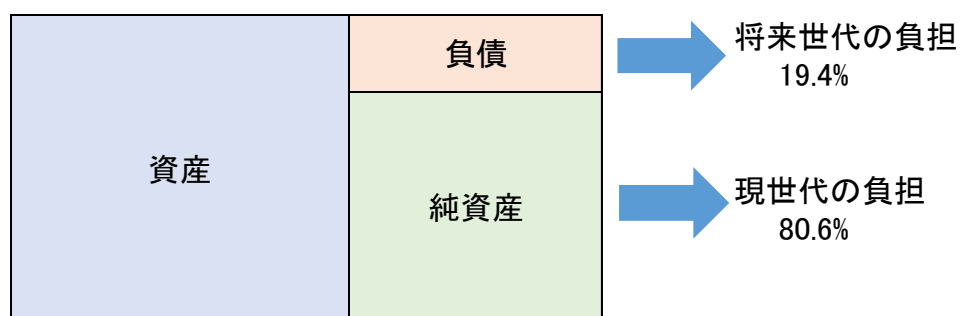 資産
負債
純資産
将来世代の負担
19.4%
現世代の負担
80.6%